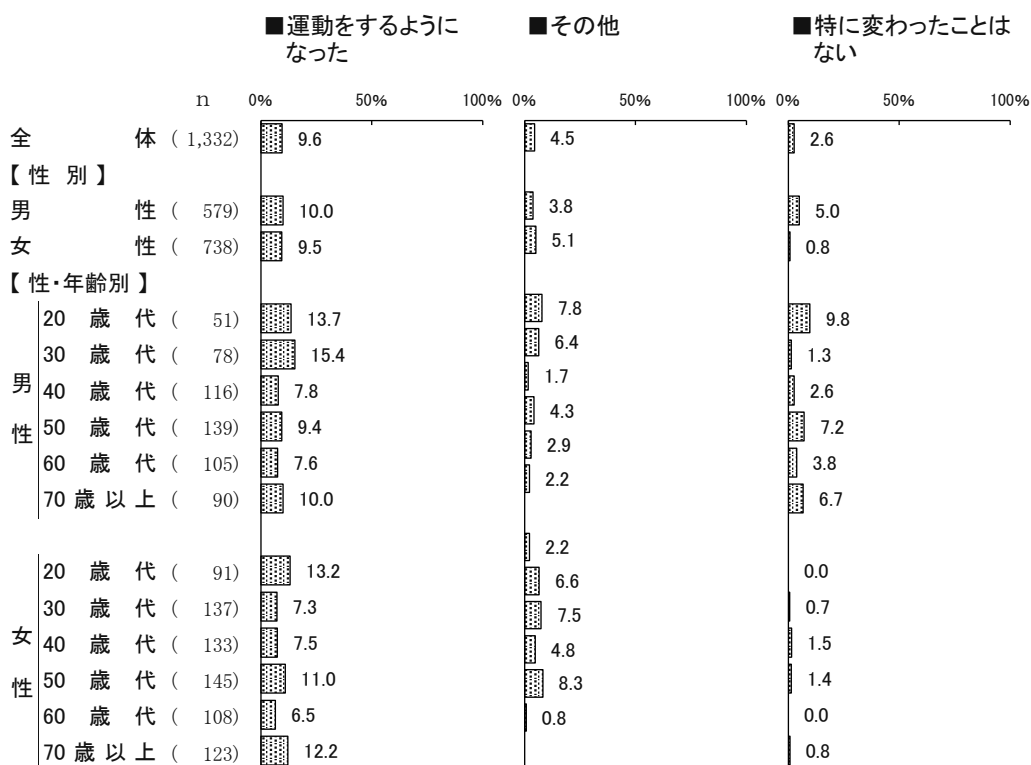 ■運動をするように
なった
■その他
■特に変わったことは
ない
n 0% 50% 100% 0% 50% 100% 0% 50% 100%
全体 ( 1,332) 9.6 4.5 2.6
【 性 別 】
男性 ( 579) 10.0 3.8 5.0
女性 ( 738) 9.5 5.1 0.8
【 性・年齢別 】
男性
20 歳 代 ( 51) 13.7 7.8 9.8
30 歳 代 ( 78) 15.4 6.4 1.3
40 歳 代 ( 116) 7.8 1.7 2.6
50 歳 代 ( 139) 9.4 4.3 7.2
60 歳 代 ( 105) 7.6 2.9 3.8
70 歳 以 上 ( 90) 10.0 2.2 6.7
女性
20 歳 代 ( 91) 13.2 2.2 0.0
30 歳 代 ( 137) 7.3 6.6 0.7
40 歳 代 ( 133) 7.5 7.5 1.5
50 歳 代 ( 145) 11.0 4.8 1.4
60 歳 代 ( 108) 6.5 8.3 0.0
70 歳 以 上 ( 123) 12.2 0.8 0.8